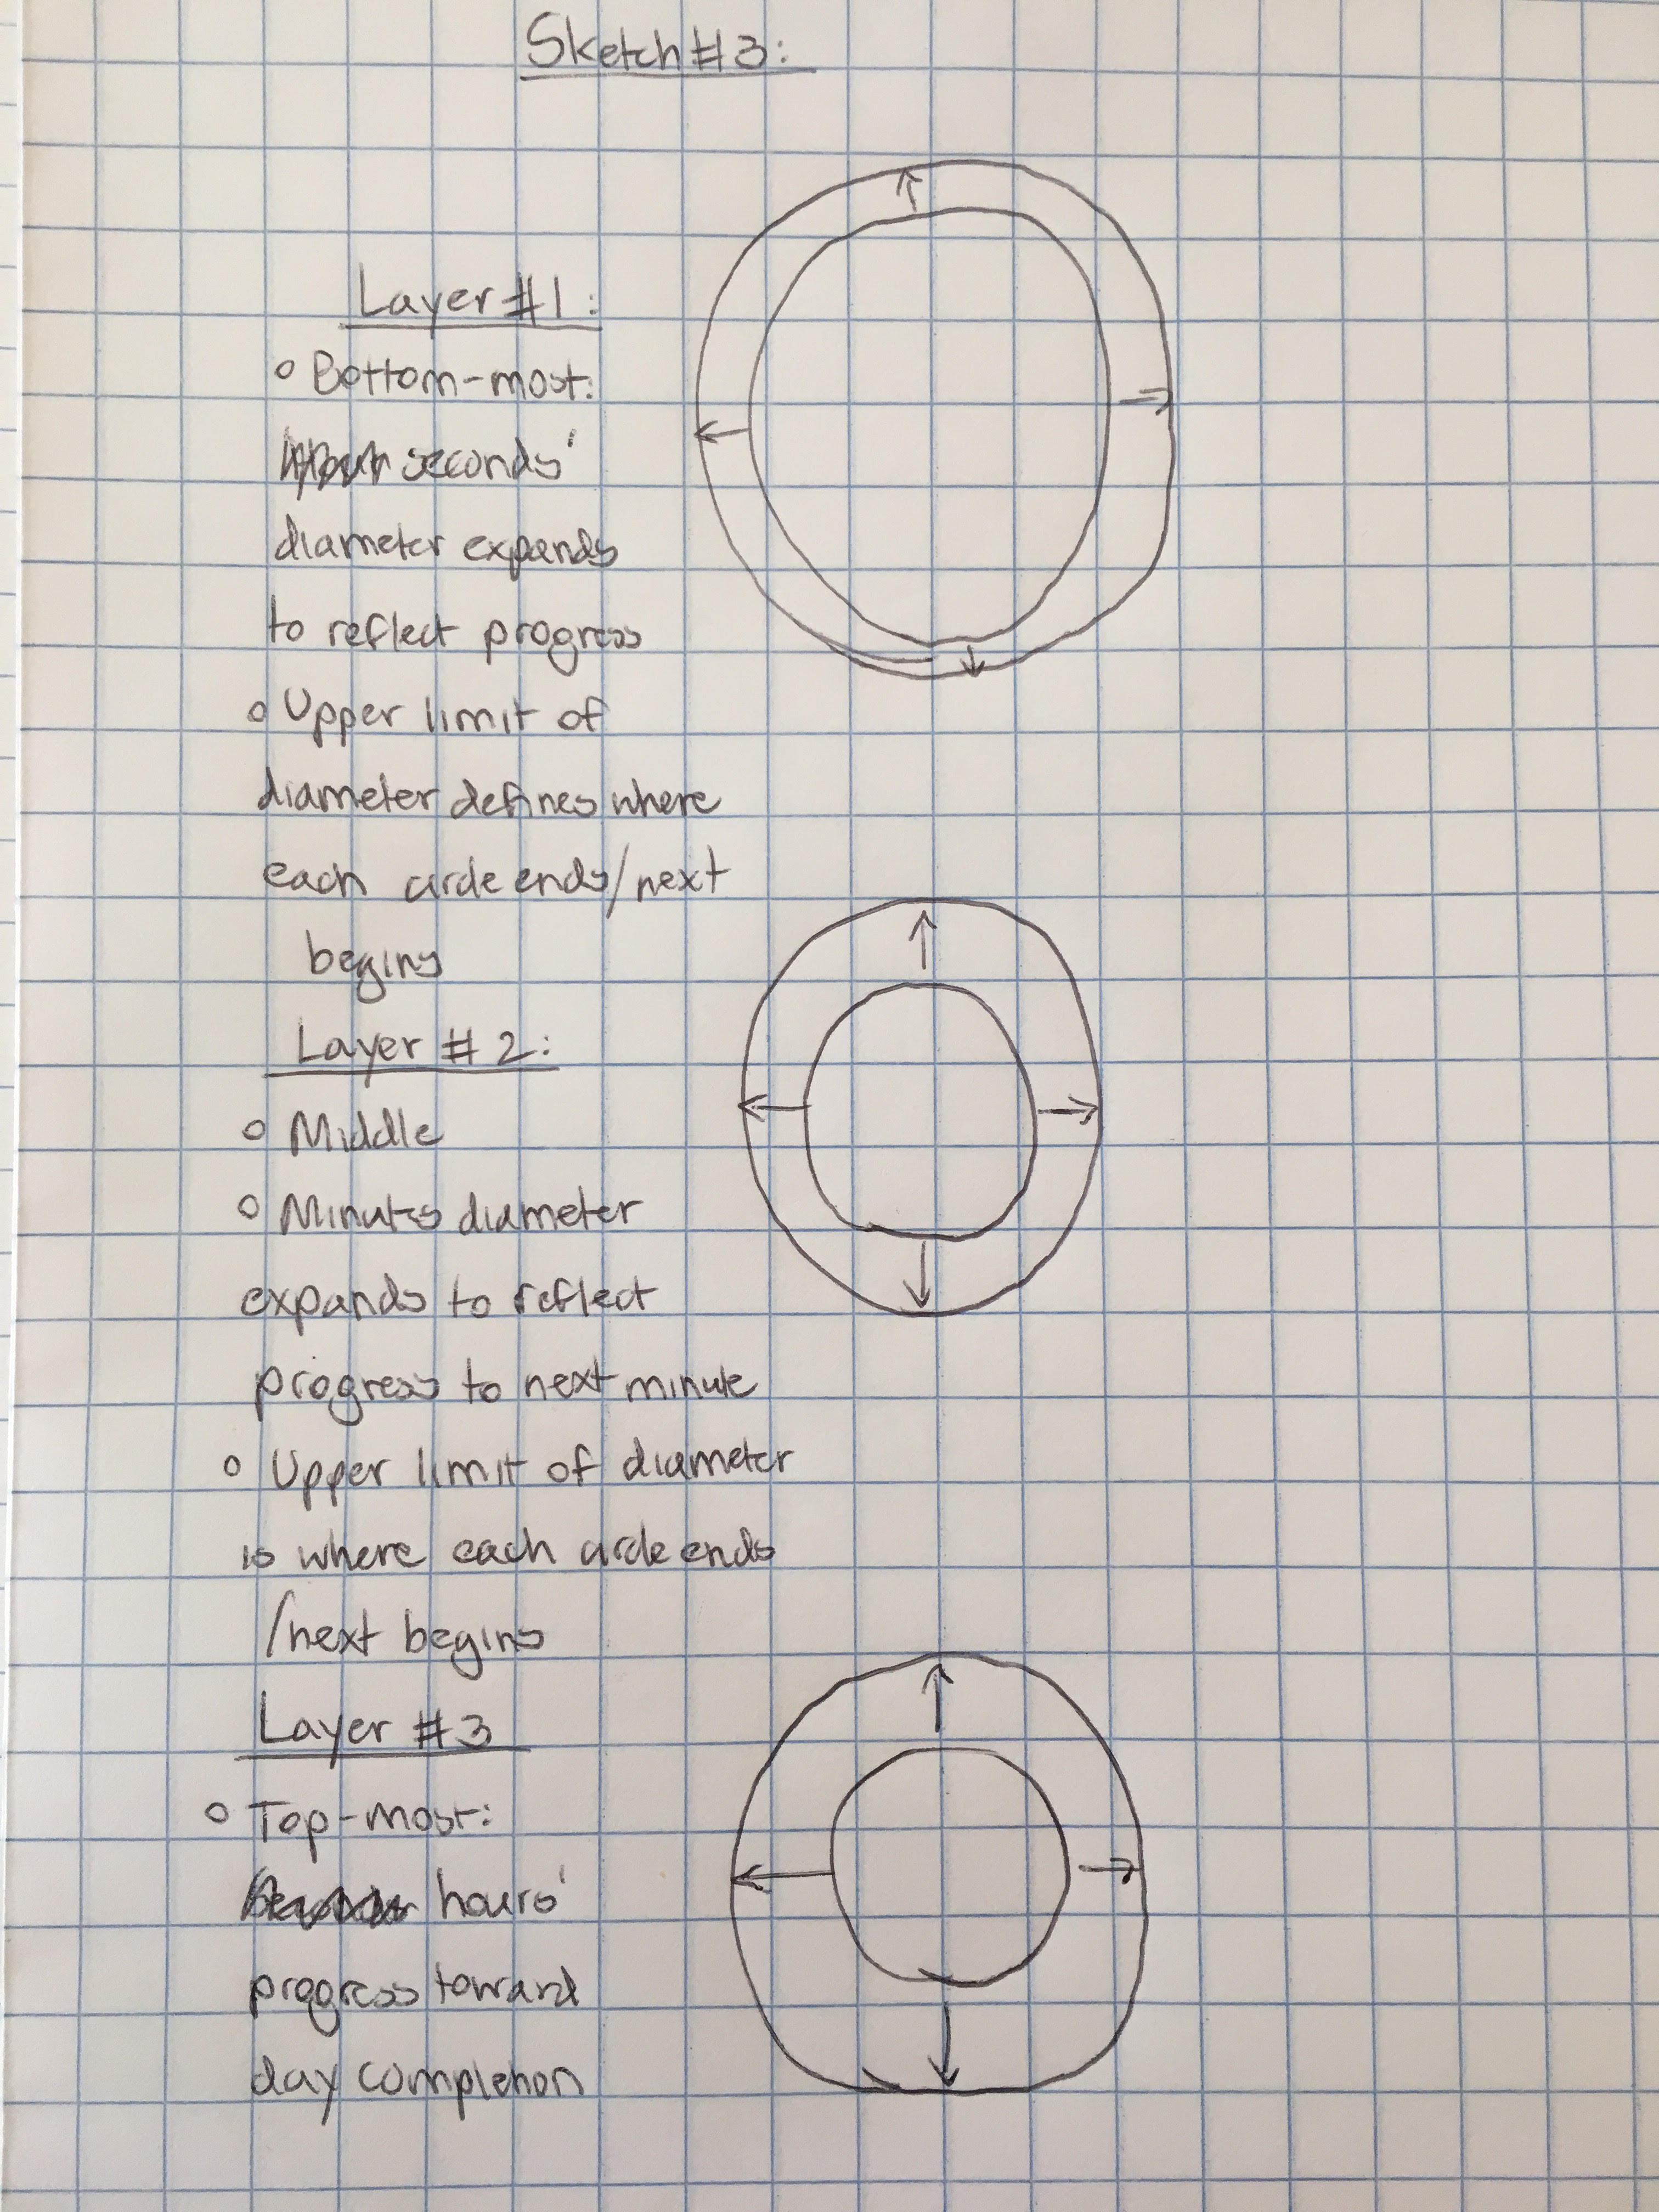 Sketch #3:
Layer #1:
○ Bottom-most:
seconds'
diameter expands
to reflect progress
○ Upper limit of
diameter defines where
each circle ends/next
begins
Layer #2:
○ Middle
○ Minutes diameter
expands to reflect
progress to next minute
○ Upper limit of diameter
is where each circle ends
/next begins
Layer #3
○ Top-most:
hours'
progress toward
day completion